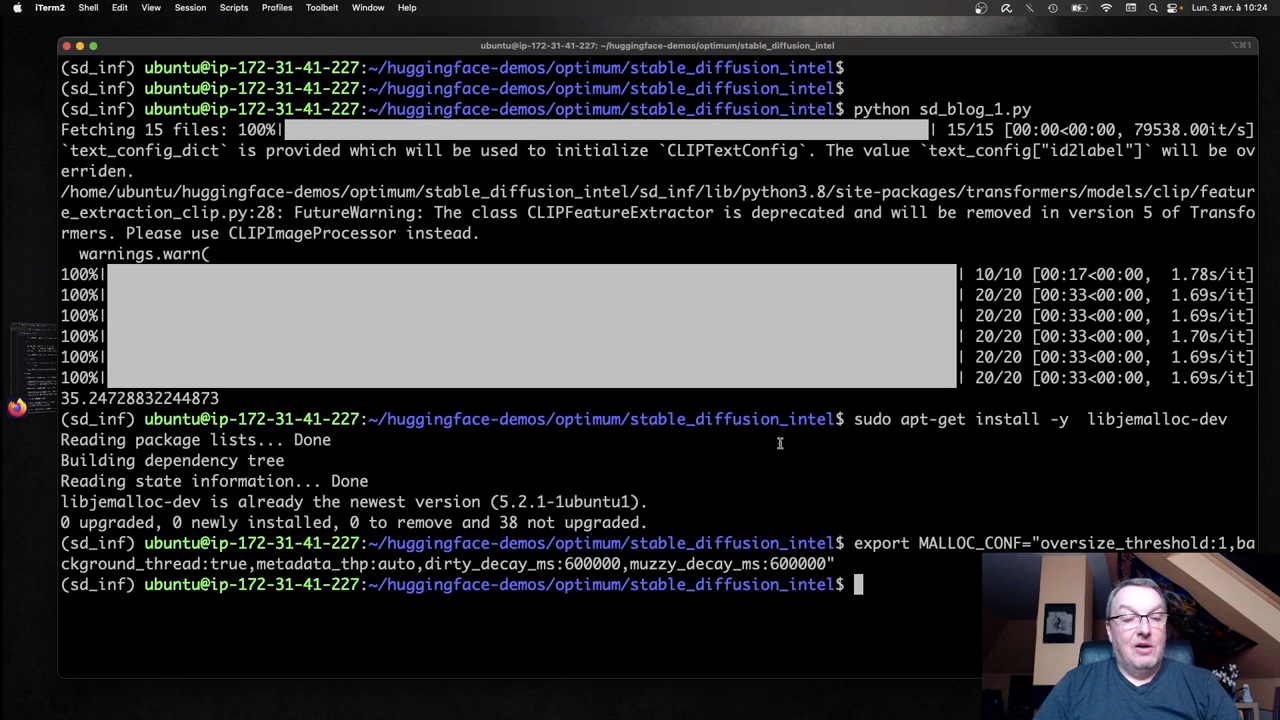 iTerm2 Shell Edit View Session Scripts Profiles Toolbelt Window Help Lun. 3 avr. à 10:24
ubuntu@ip-172-31-41-227: ~/huggingface-demos/optimum/stable_diffusion_intel ⌥⌘1
(sd_inf) ubuntu@ip-172-31-41-227:~/huggingface-demos/optimum/stable_diffusion_intel$
(sd_inf) ubuntu@ip-172-31-41-227:~/huggingface-demos/optimum/stable_diffusion_intel$
(sd_inf) ubuntu@ip-172-31-41-227:~/huggingface-demos/optimum/stable_diffusion_intel$ python sd_blog_1.py
Fetching 15 files: 100%| | 15/15 [00:00<00:00, 79538.00it/s]
`text_config_dict` is provided which will be used to initialize `CLIPTextConfig`. The value `text_config["id2label"]` will be ov
erriden.
/home/ubuntu/huggingface-demos/optimum/stable_diffusion_intel/sd_inf/lib/python3.8/site-packages/transformers/models/clip/featur
e_extraction_clip.py:28: FutureWarning: The class CLIPFeatureExtractor is deprecated and will be removed in version 5 of Transfo
rmers. Please use CLIPImageProcessor instead.
warnings.warn(
100%| | 10/10 [00:17<00:00, 1.78s/it]
100%| | 20/20 [00:33<00:00, 1.69s/it]
100%| | 20/20 [00:33<00:00, 1.69s/it]
100%| | 20/20 [00:33<00:00, 1.70s/it]
100%| | 20/20 [00:33<00:00, 1.69s/it]
100%| | 20/20 [00:33<00:00, 1.69s/it]
35.24728832244873
(sd_inf) ubuntu@ip-172-31-41-227:~/huggingface-demos/optimum/stable_diffusion_intel$ sudo apt-get install -y libjemalloc-dev
Reading package lists... Done
Building dependency tree
Reading state information... Done
libjemalloc-dev is already the newest version (5.2.1-1ubuntu1).
0 upgraded, 0 newly installed, 0 to remove and 38 not upgraded.
(sd_inf) ubuntu@ip-172-31-41-227:~/huggingface-demos/optimum/stable_diffusion_intel$ export MALLOC_CONF="oversize_threshold:1,ba
ckground_thread:true,metadata_thp:auto,dirty_decay_ms:600000,muzzy_decay_ms:600000"
(sd_inf) ubuntu@ip-172-31-41-227:~/huggingface-demos/optimum/stable_diffusion_intel$